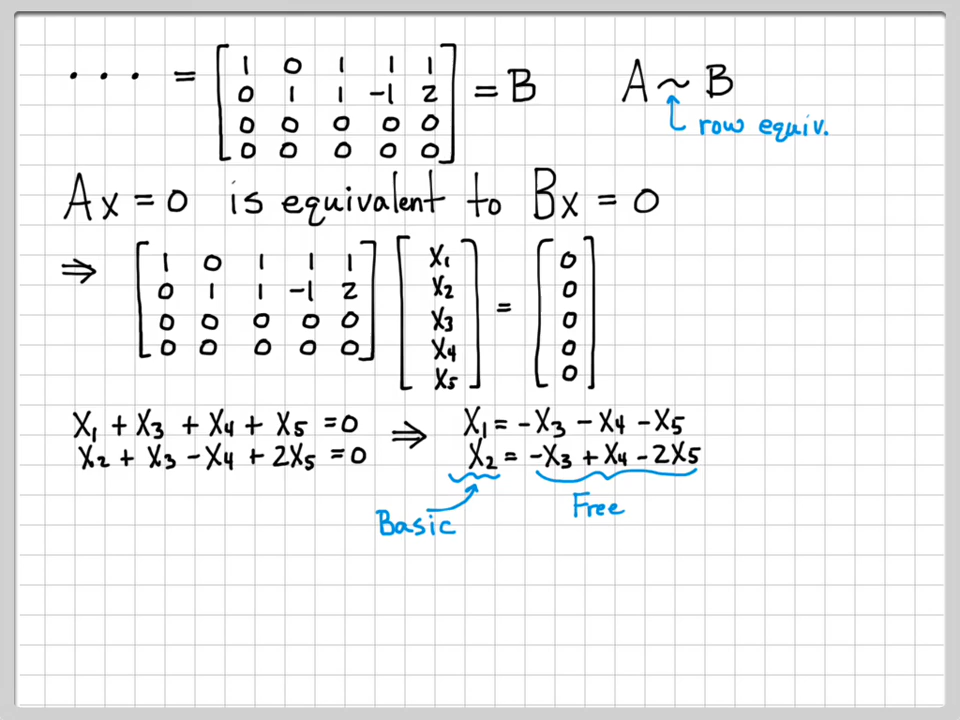 ... = [ 1 0 1 1 1 ] = B A ~ B
0 1 1 -1 2
0 0 0 0 0
0 0 0 0 0
row equiv.
Ax = 0 is equivalent to Bx = 0
⇒ [ 1 0 1 1 1 ] [ x₁ ] = [ 0 ]
0 1 1 -1 2 x₂ 0
0 0 0 0 0 x₃ 0
0 0 0 0 0 x₄ 0
x₅ 0
x₁ + x₃ + x₄ + x₅ = 0 ⇒ x₁ = -x₃ - x₄ - x₅
x₂ + x₃ - x₄ + 2x₅ = 0 x₂ = -x₃ + x₄ - 2x₅
Basic Free